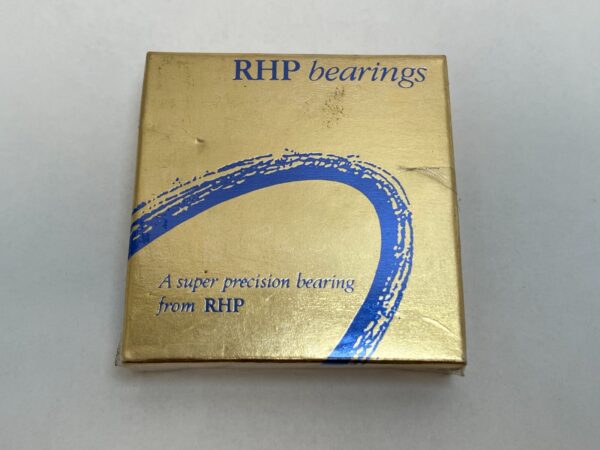 RHP bearings
A super precision bearing
from RHP